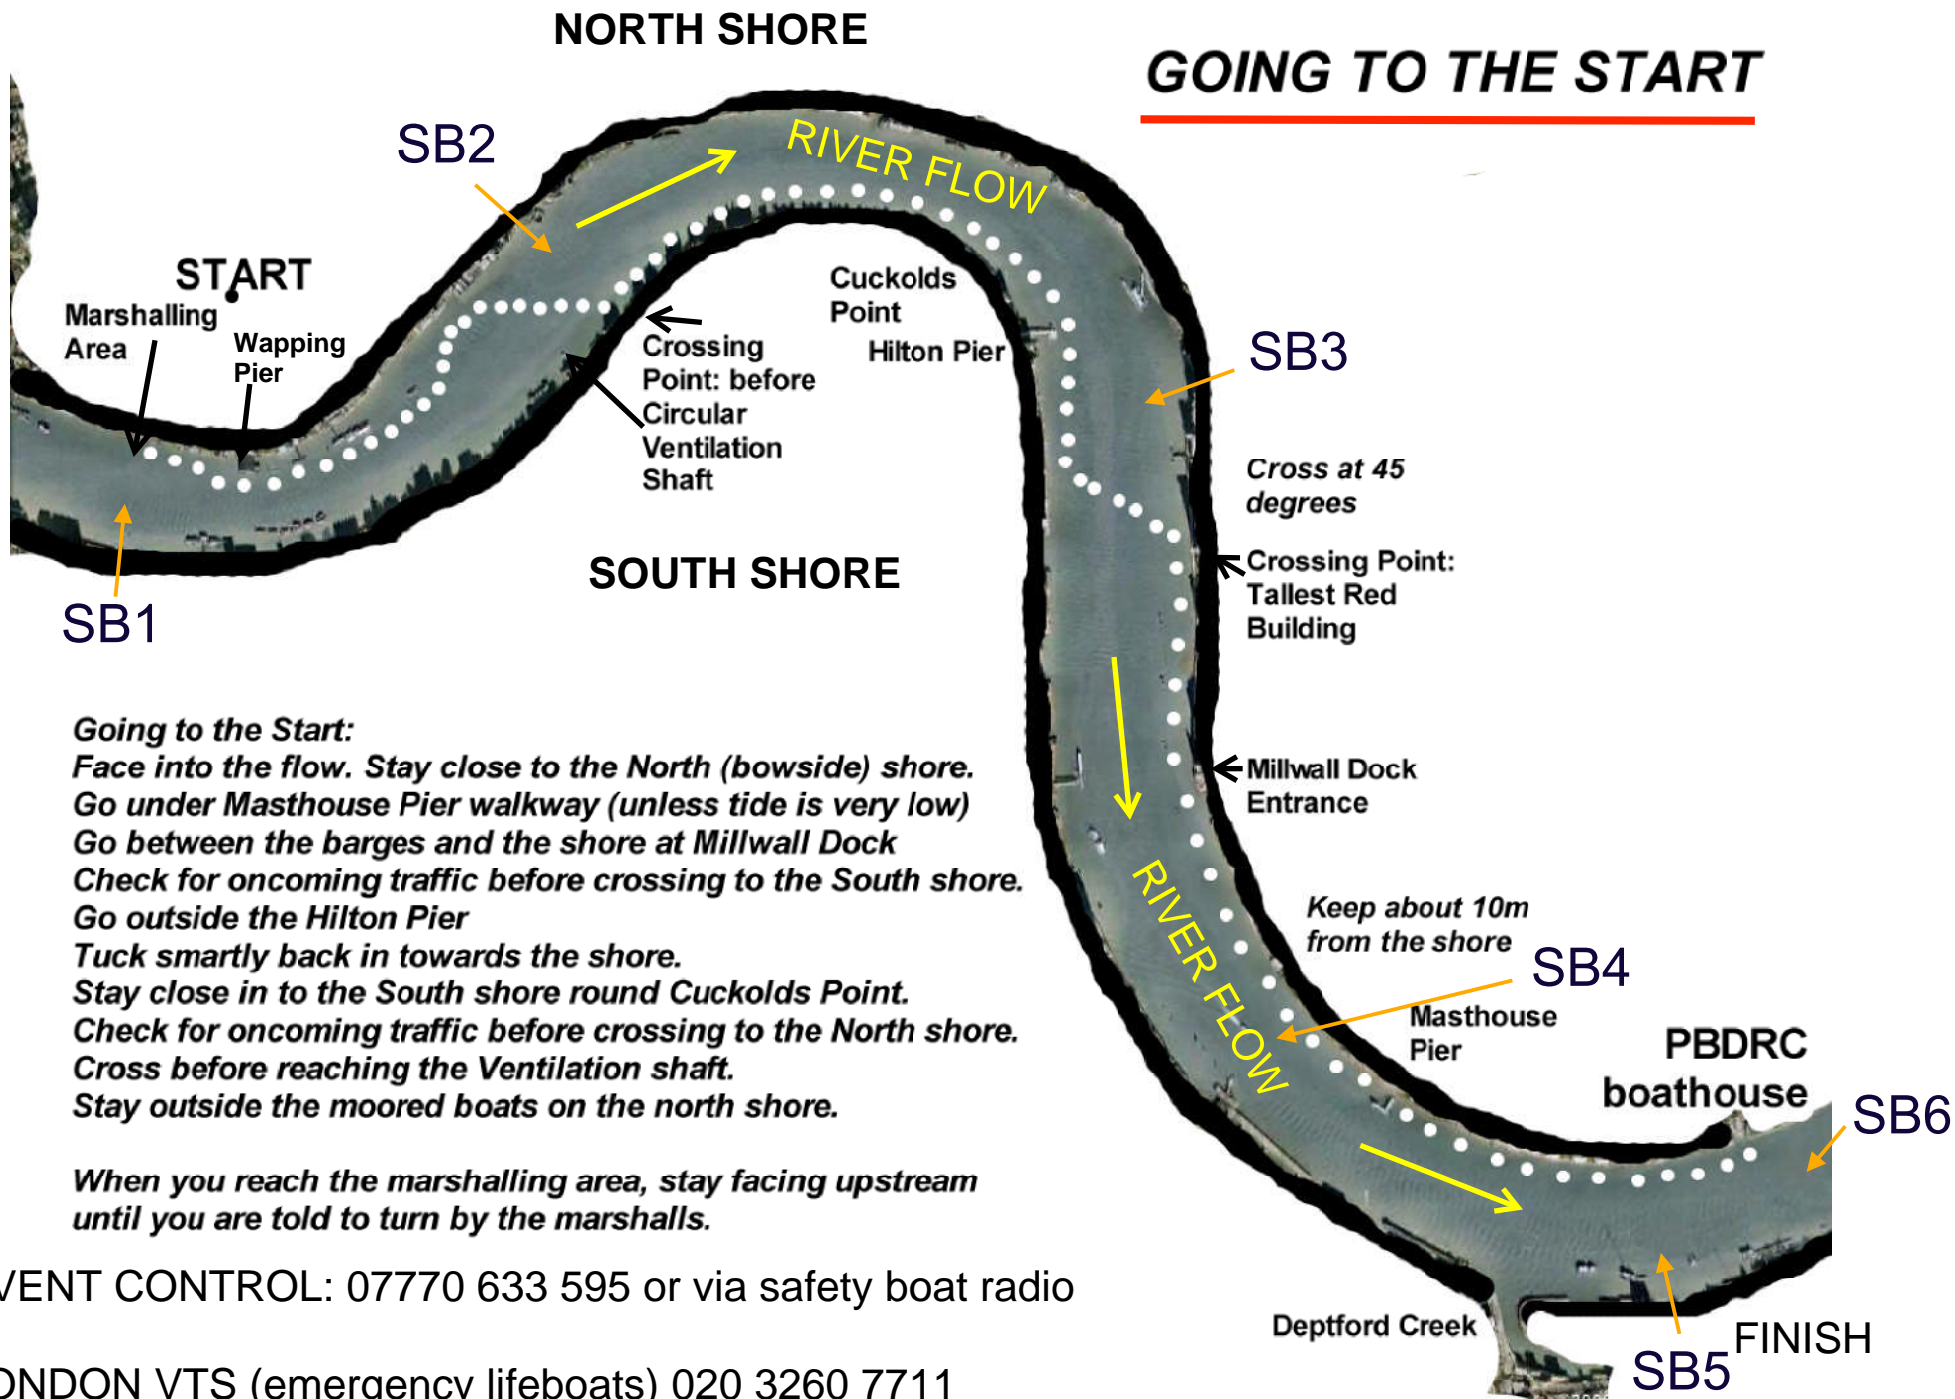 NORTH SHORE
GOING TO THE START
SB2
RIVER FLOW
START
Marshalling
Area
Wapping
Pier
Cuckolds
Point
Hilton Pier
Crossing
Point: before
Circular
Ventilation
Shaft
SB3
Cross at 45
degrees
SOUTH SHORE
Crossing Point:
Tallest Red
Building
SB1
Going to the Start:
Face into the flow. Stay close to the North (bowside) shore.
Go under Masthouse Pier walkway (unless tide is very low)
Go between the barges and the shore at Millwall Dock
Check for oncoming traffic before crossing to the South shore.
Go outside the Hilton Pier
Tuck smartly back in towards the shore.
Stay close in to the South shore round Cuckolds Point.
Check for oncoming traffic before crossing to the North shore.
Cross before reaching the Ventilation shaft.
Stay outside the moored boats on the north shore.
When you reach the marshalling area, stay facing upstream
until you are told to turn by the marshalls.
Millwall Dock
Entrance
RIVER FLOW
Keep about 10m
from the shore
SB4
Masthouse
Pier
PBDRC
boathouse
SB6
VENT CONTROL: 07770 633 595 or via safety boat radio
Deptford Creek
FINISH
SB5
ONDON VTS (emergency lifeboats) 020 3260 7711